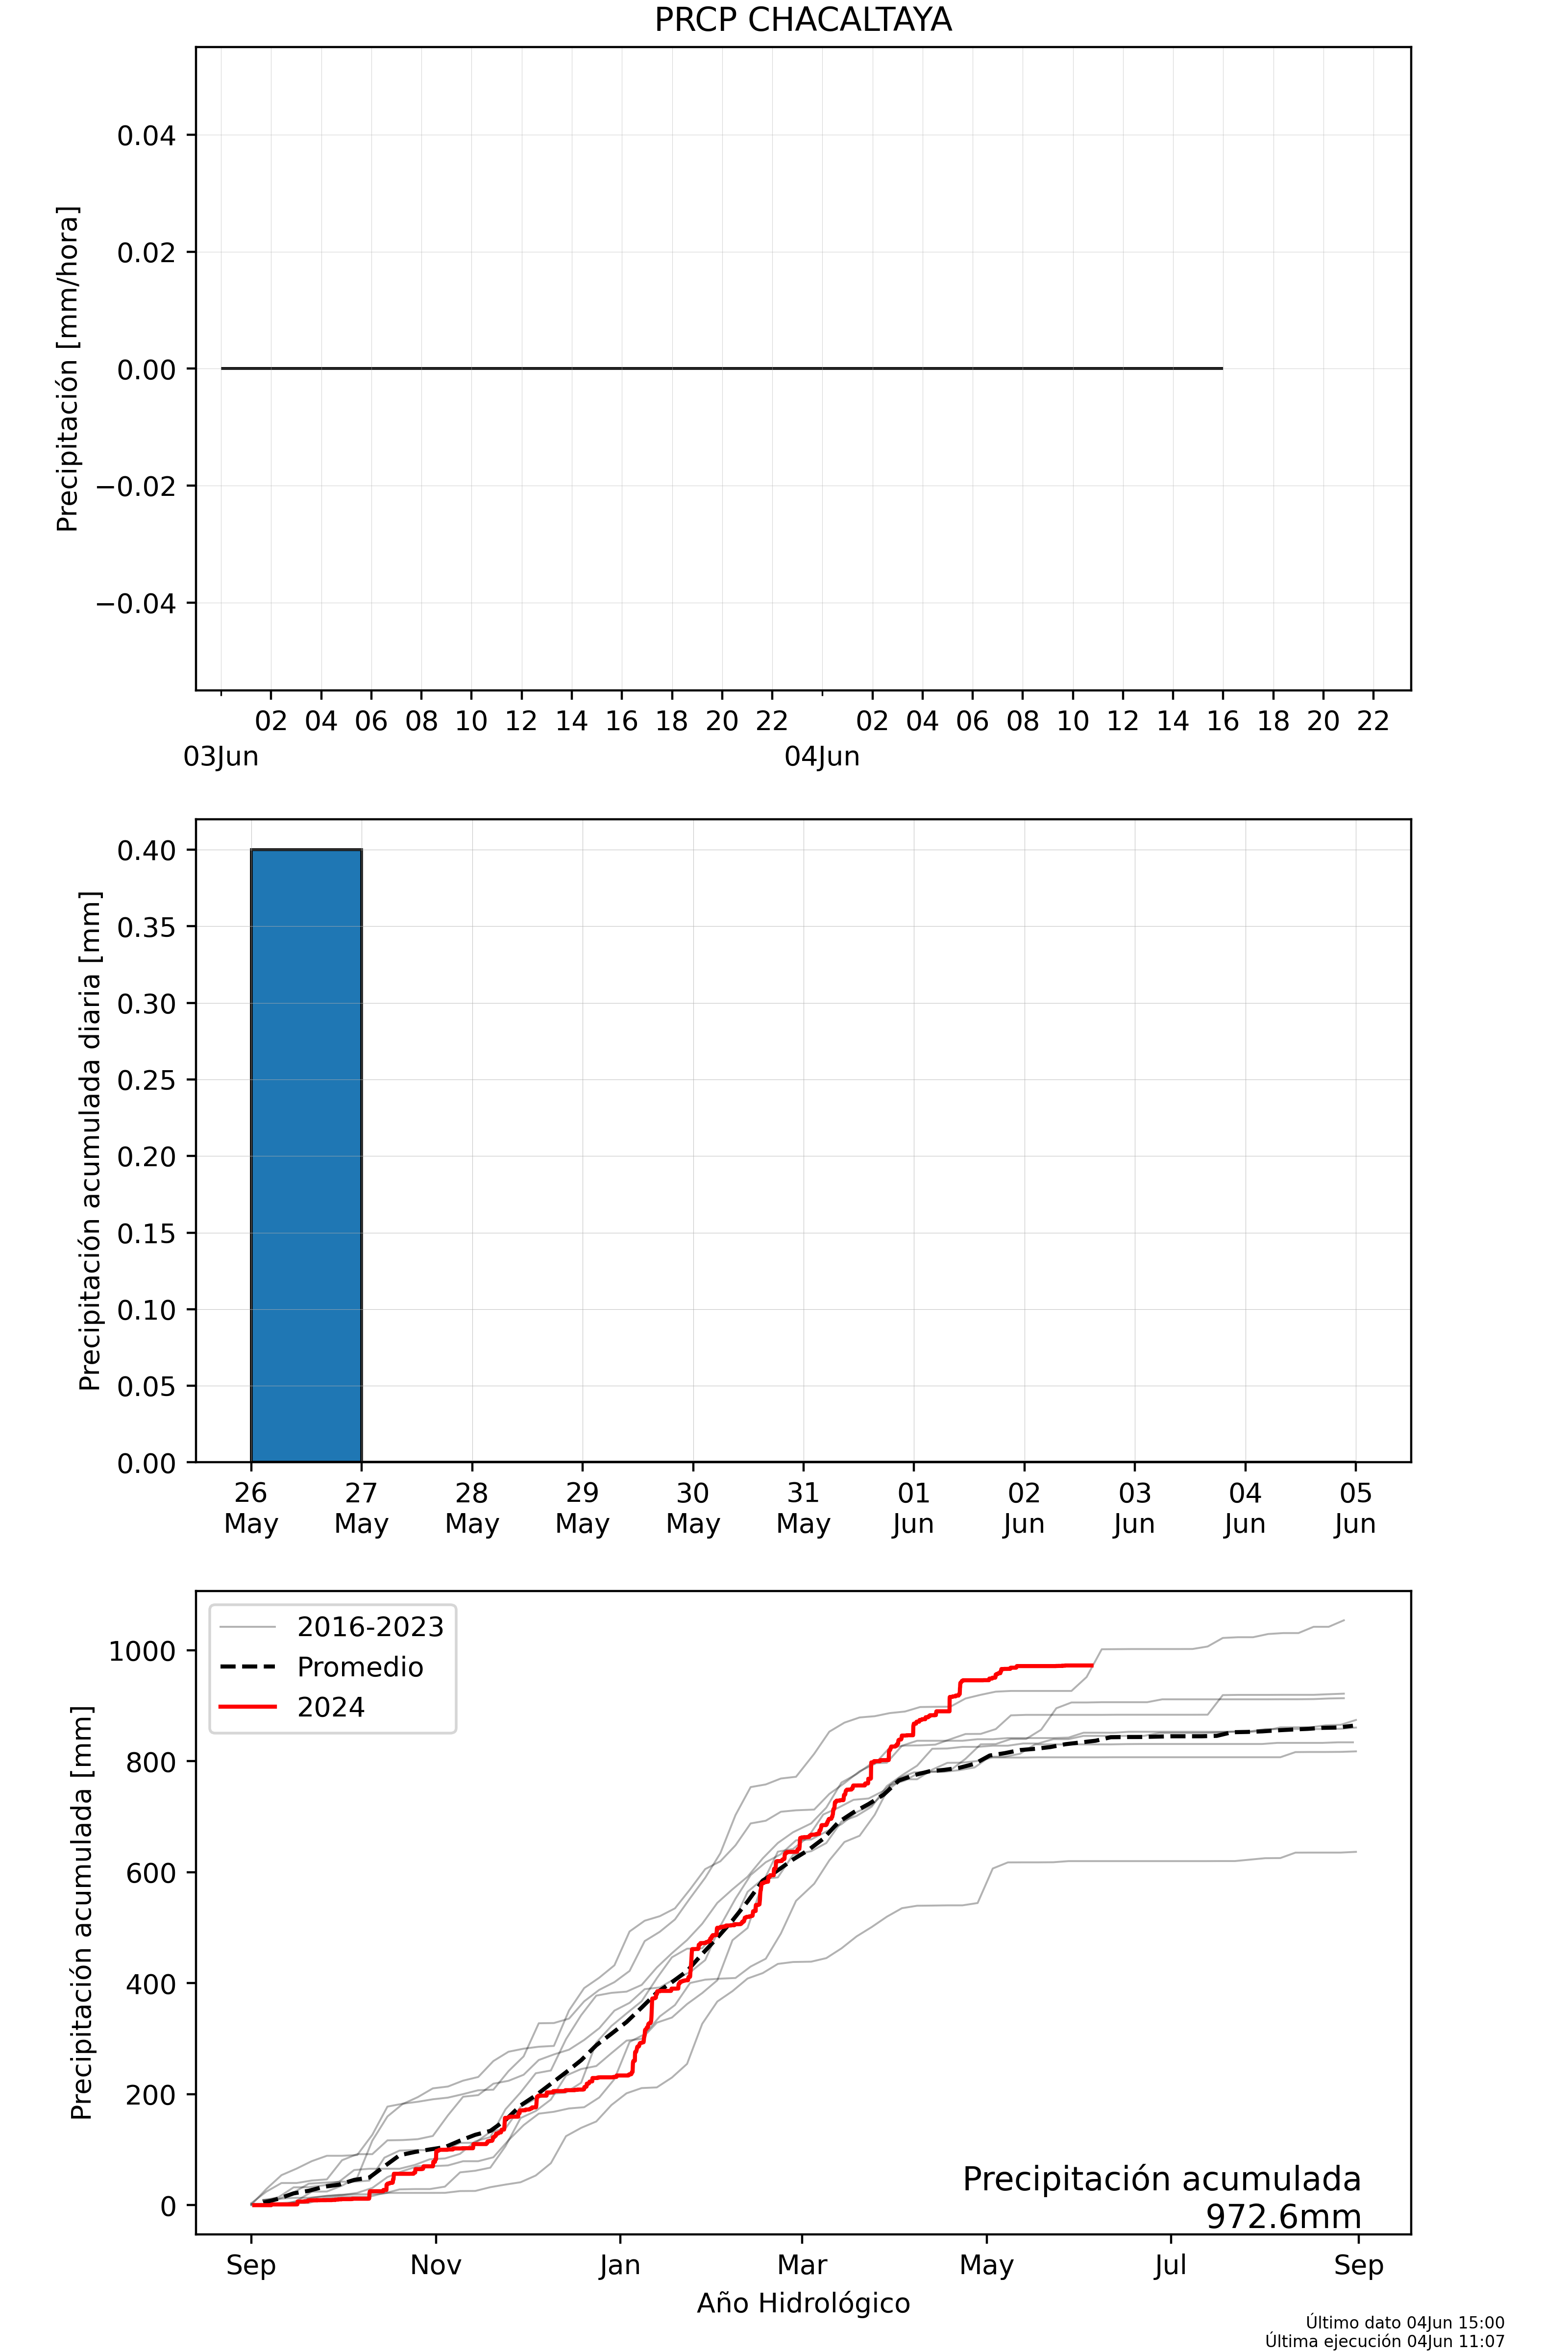 PRCP CHACALTAYA
Precipitación [mm/hora]
0.04
0.02
0.00
−0.02
−0.04
02 04 06 08 10 12 14 16 18 20 22 02 04 06 08 10 12 14 16 18 20 22
03Jun 04Jun
Precipitación acumulada diaria [mm]
0.40
0.35
0.30
0.25
0.20
0.15
0.10
0.05
0.00
26 27 28 29 30 31 01 02 03 04 05
May May May May May May Jun Jun Jun Jun Jun
Precipitación acumulada [mm]
1000
800
600
400
200
0
2016-2023
Promedio
2024
Precipitación acumulada
972.6mm
Sep Nov Jan Mar May Jul Sep
Año Hidrológico
Último dato 04Jun 15:00
Última ejecución 04Jun 11:07